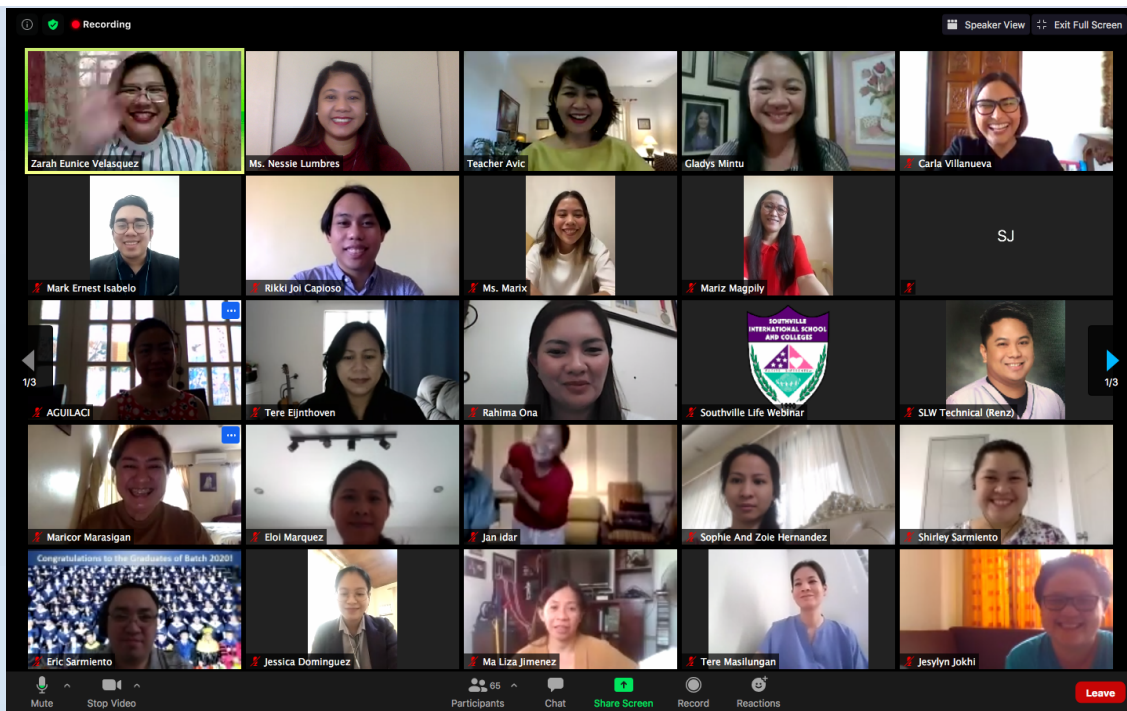 Recording
Speaker View
Exit Full Screen
Zarah Eunice Velasquez
Ms. Nessie Lumbres
Teacher Avic
Gladys Mintu
Carla Villanueva
Mark Ernest Isabelo
Rikki Joi Capioso
Ms. Marix
Mariz Magpily
SJ
1/3
AGUILACI
Tere Eijnthoven
Rahima Ona
SOUTHVILLE
INTERNATIONAL SCHOOL
AND COLLEGES
Southville Life Webinar
SLW Technical (Renz)
1/3
Maricor Marasigan
Eloi Marquez
Jan idar
Sophie And Zoie Hernandez
Shirley Sarmiento
Congratulations to the Graduates of Batch 2020!
Eric Sarmiento
Jessica Dominguez
Ma Liza Jimenez
Tere Masilungan
Jesylyn Jokhi
Mute
Stop Video
65
Participants
Chat
Share Screen
Record
Reactions
Leave